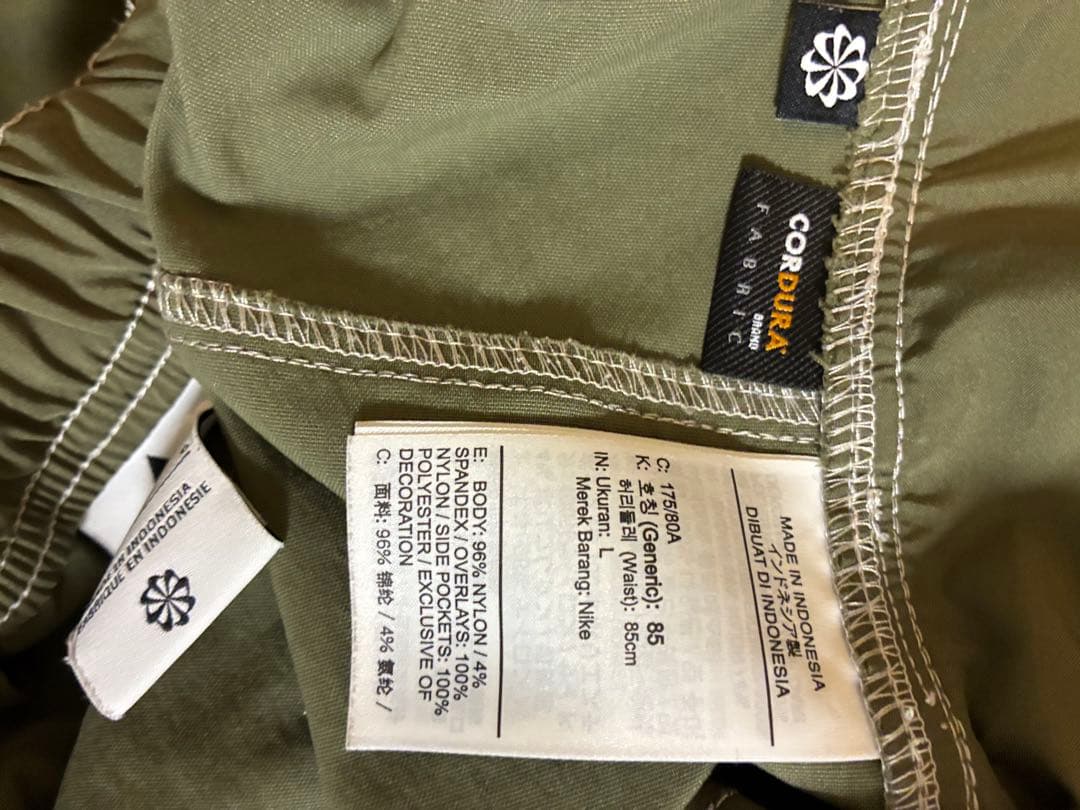 CORDURA
BRAND
FABRIC
MADE IN INDONESIA
インドネシア製
DIBUAT DI INDONESIA
C: 175/80A
K: 호칭 (Generic): 85
허리둘레 (Waist): 85cm
IN: Ukuran: L
Merek Barang: Nike
E: BODY: 96% NYLON / 4%
SPANDEX / OVERLAYS: 100%
NYLON / SIDE POCKETS: 100%
POLYESTER / EXCLUSIVE OF
DECORATION
C: 面料: 96% 锦纶 / 4% 氨纶 /
INDONESIA
EN INDONESIE